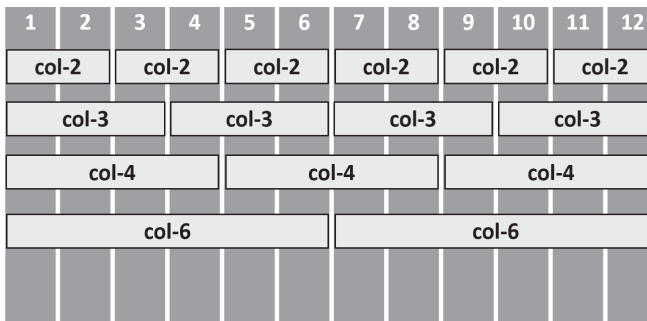 1 2 3 4 5 6 7 8 9 10 11 12
col-2 col-2 col-2 col-2 col-2 col-2
col-3 col-3 col-3 col-3
col-4 col-4 col-4
col-6 col-6